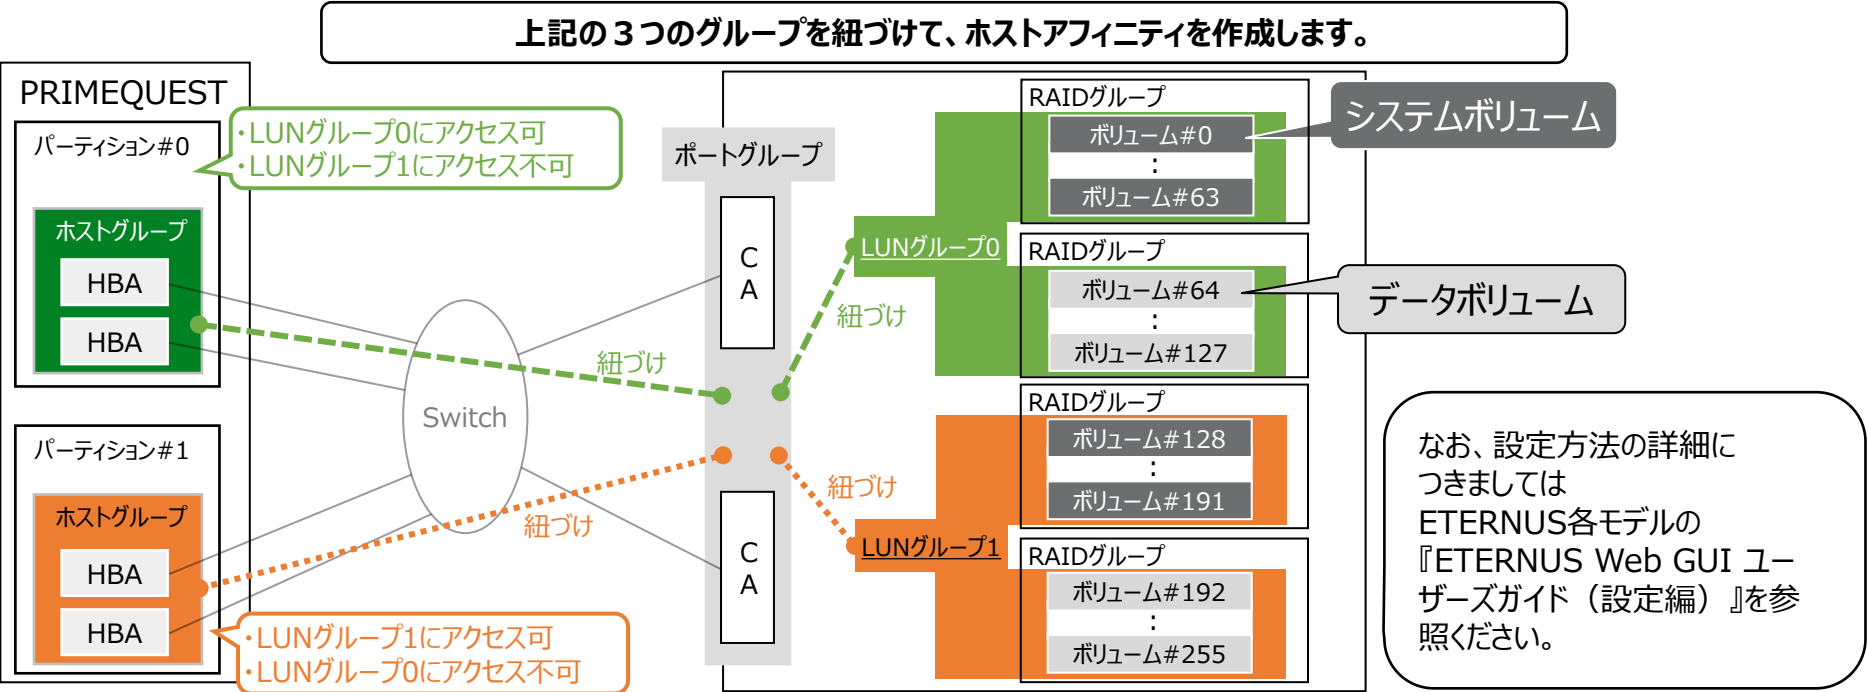 上記の３つのグループを紐づけて、ホストアフィニティを作成します。
PRIMEQUEST
パーティション#0
・LUNグループ0にアクセス可
・LUNグループ1にアクセス不可
ホストグループ
HBA
HBA
パーティション#1
ホストグループ
HBA
HBA
・LUNグループ1にアクセス可
・LUNグループ0にアクセス不可
Switch
紐づけ
紐づけ
ポートグループ
C
A
C
A
紐づけ
紐づけ
LUNグループ0
LUNグループ1
RAIDグループ
ボリューム#0
：
ボリューム#63
RAIDグループ
ボリューム#64
：
ボリューム#127
RAIDグループ
ボリューム#128
：
ボリューム#191
RAIDグループ
ボリューム#192
：
ボリューム#255
システムボリューム
データボリューム
なお、設定方法の詳細に
つきましては
ETERNUS各モデルの
『ETERNUS Web GUI ユー
ザーズガイド（設定編）』を参
照ください。